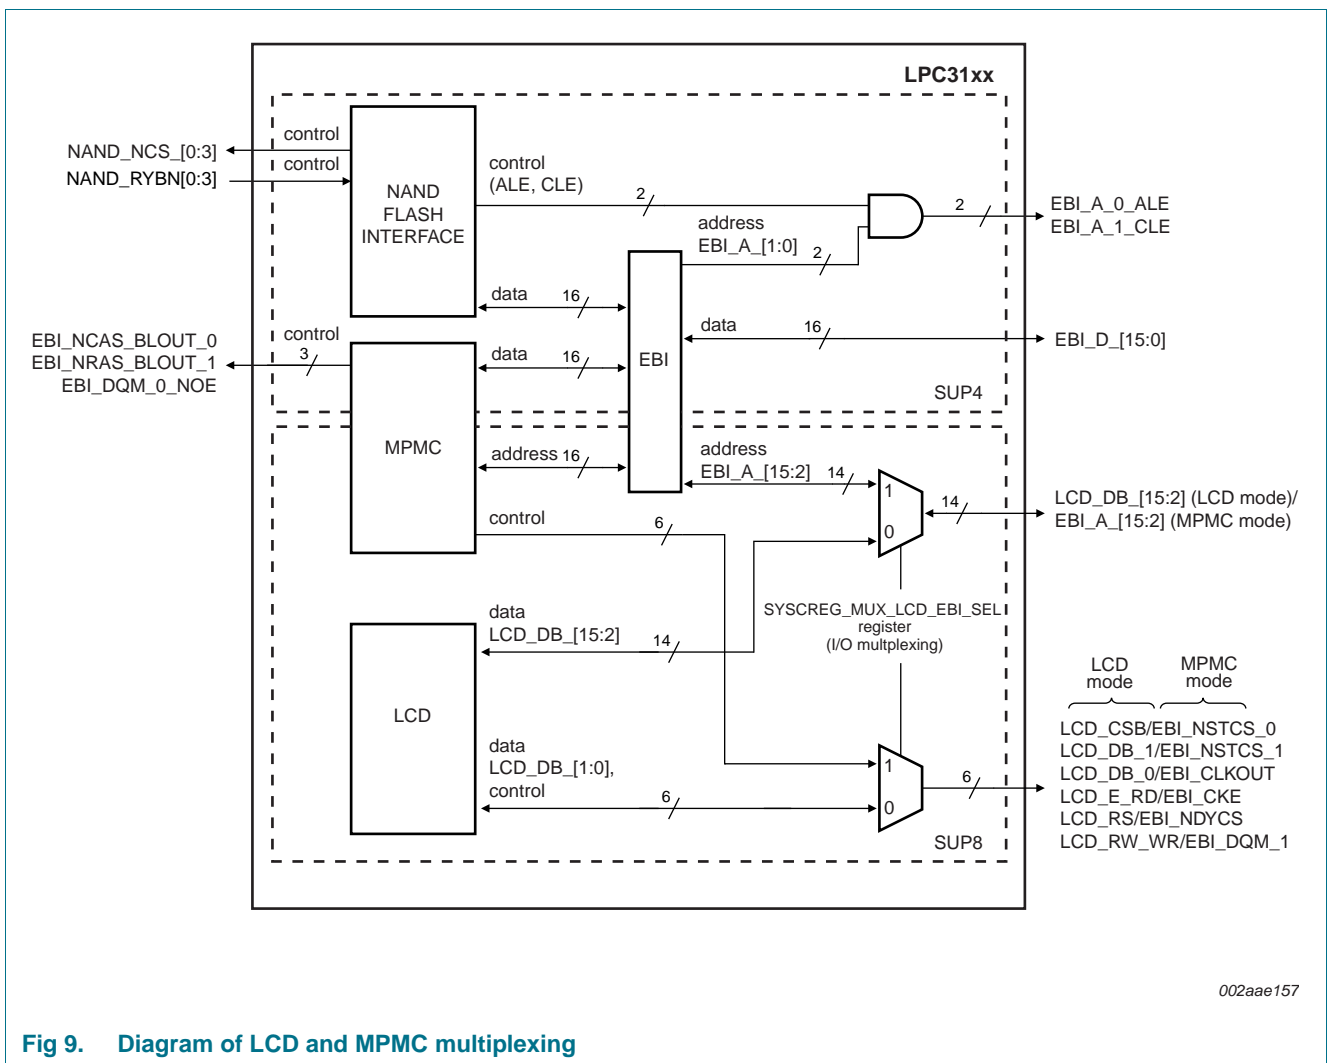 LPC31xx
NAND_NCS_[0:3]
control
NAND_RYBN[0:3]
control
NAND
FLASH
INTERFACE
control
(ALE, CLE)
2
address
EBI_A_[1:0]
2
2
EBI_A_0_ALE
EBI_A_1_CLE
data
16
EBI
data
16
EBI_D_[15:0]
EBI_NCAS_BLOUT_0
EBI_NRAS_BLOUT_1
EBI_DQM_0_NOE
control
3
data
16
SUP4
MPMC
address
16
address
EBI_A_[15:2]
14
1
0
14
LCD_DB_[15:2] (LCD mode)/
EBI_A_[15:2] (MPMC mode)
control
6
SYSCREG_MUX_LCD_EBI_SEL
register
(I/O multplexing)
data
LCD_DB_[15:2]
14
LCD
data
LCD_DB_[1:0],
control
6
1
0
6
SUP8
LCD
mode
MPMC
mode
LCD_CSB/EBI_NSTCS_0
LCD_DB_1/EBI_NSTCS_1
LCD_DB_0/EBI_CLKOUT
LCD_E_RD/EBI_CKE
LCD_RS/EBI_NDYCS
LCD_RW_WR/EBI_DQM_1
002aae157
Fig 9. Diagram of LCD and MPMC multiplexing